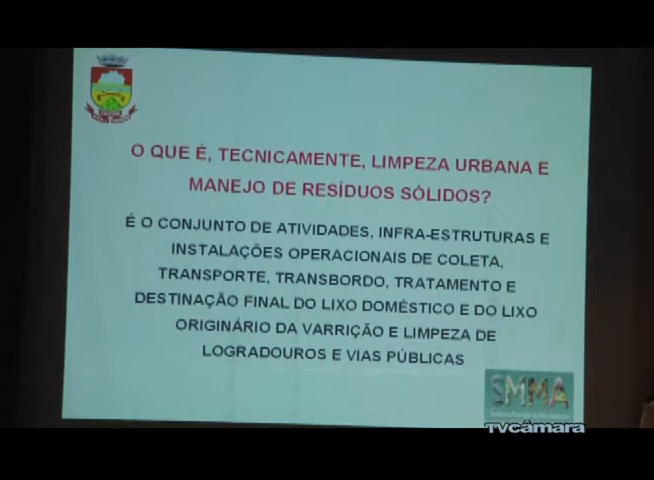 O QUE É, TECNICAMENTE, LIMPEZA URBANA E
MANEJO DE RESÍDUOS SÓLIDOS?
É O CONJUNTO DE ATIVIDADES, INFRA-ESTRUTURAS E
INSTALAÇÕES OPERACIONAIS DE COLETA,
TRANSPORTE, TRANSBORDO, TRATAMENTO E
DESTINAÇÃO FINAL DO LIXO DOMÉSTICO E DO LIXO
ORIGINÁRIO DA VARRIÇÃO E LIMPEZA DE
LOGRADOUROS E VIAS PÚBLICAS
SMMA
TVCâmara